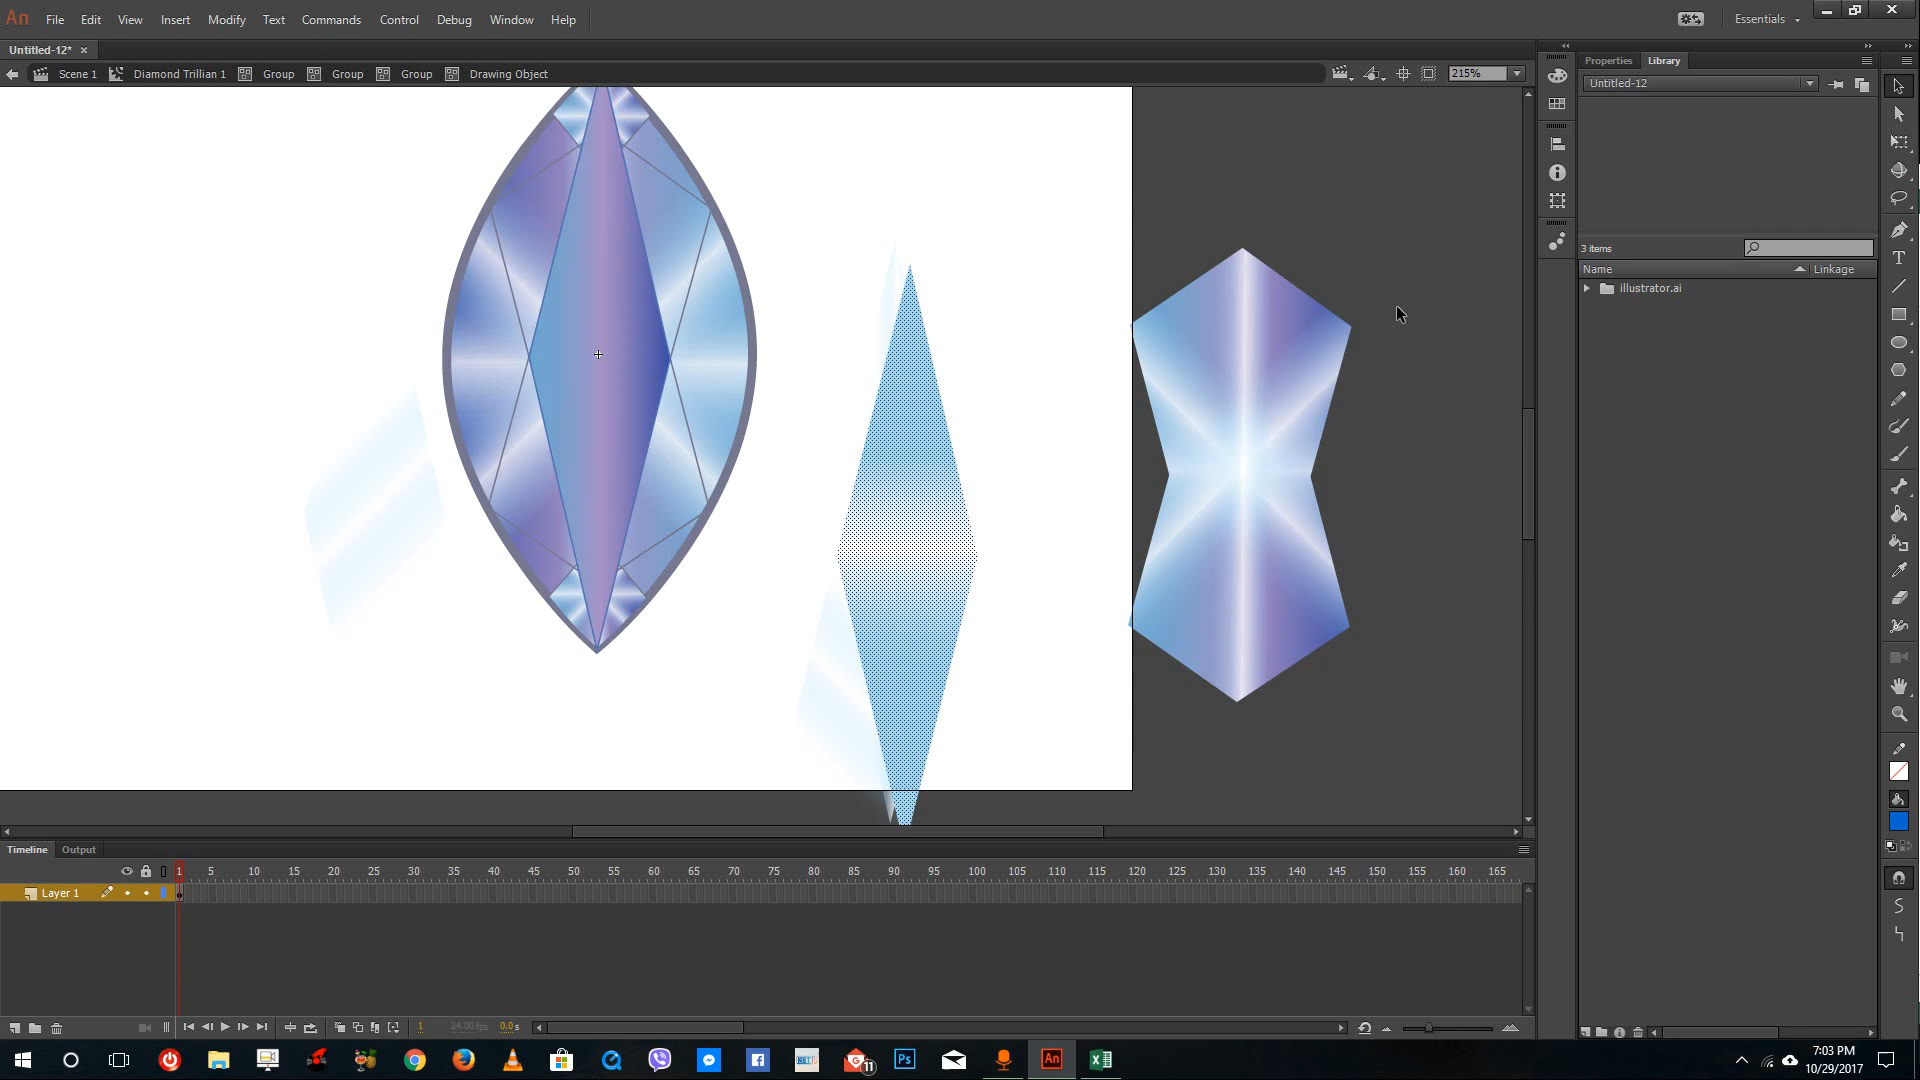 An File Edit View Insert Modify Text Commands Control Debug Window Help Essentials
Untitled-12* ×
Scene 1 Diamond Trillian 1 Group Group Group Drawing Object 215%
Properties Library
Untitled-12
3 items
Name Linkage
illustrator.ai
Timeline Output
1 5 10 15 20 25 30 35 40 45 50 55 60 65 70 75 80 85 90 95 100 105 110 115 120 125 130 135 140 145 150 155 160 165
Layer 1
1 24.00 fps 0.0 s
11 Ps An
7:03 PM
10/29/2017